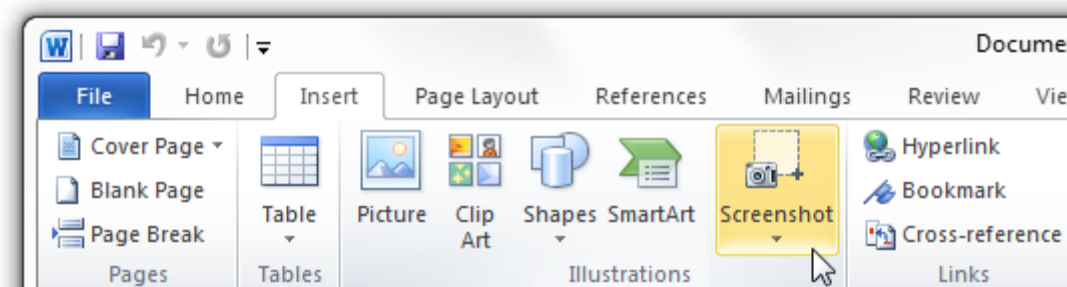 W
Docume
File Home Insert Page Layout References Mailings Review Vie
Cover Page
Blank Page
Page Break
Pages
Table
Tables
Picture
Clip
Art
Shapes
SmartArt
Screenshot
Illustrations
Hyperlink
Bookmark
Cross-reference
Links